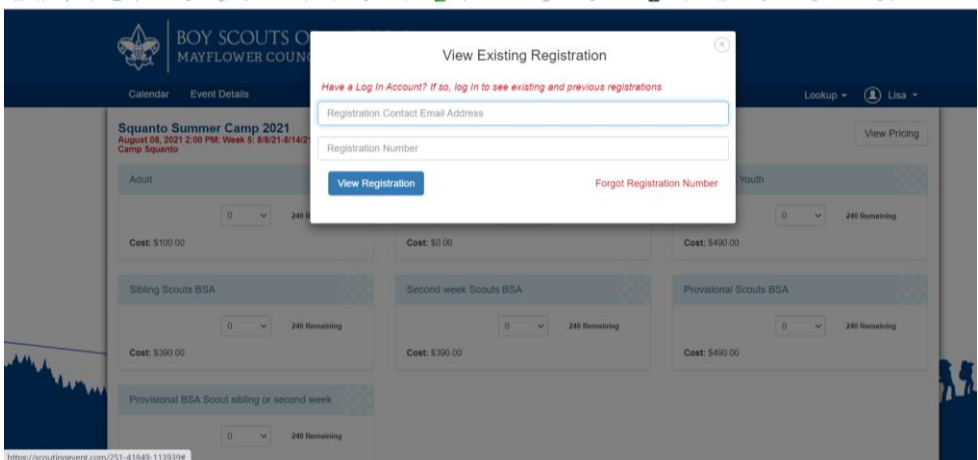 BOY SCOUTS O
MAYFLOWER COUN
Calendar Event Details Lookup Lisa
View Existing Registration
Have a Log In Account? If so, log In to see existing and previous registrations
Registration Contact Email Address
Registration Number
View Registration Forgot Registration Number
Squanto Summer Camp 2021 View Pricing
August 08, 2021 2:00 PM: Week 5: 8/8/21-8/14/2
Camp Squanto
Adult Youth
0 240 R 0 240 Remaining
Cost: $100.00 Cost: $0.00 Cost: $490.00
Sibling Scouts BSA Second week Scouts BSA Provisional Scouts BSA
0 240 Remaining 0 240 Remaining 0 240 Remaining
Cost: $390.00 Cost: $390.00 Cost: $490.00
Provisional BSA Scout sibling or second week
0 240 Remaining
https://scoutingevent.com/251-41849-113939#